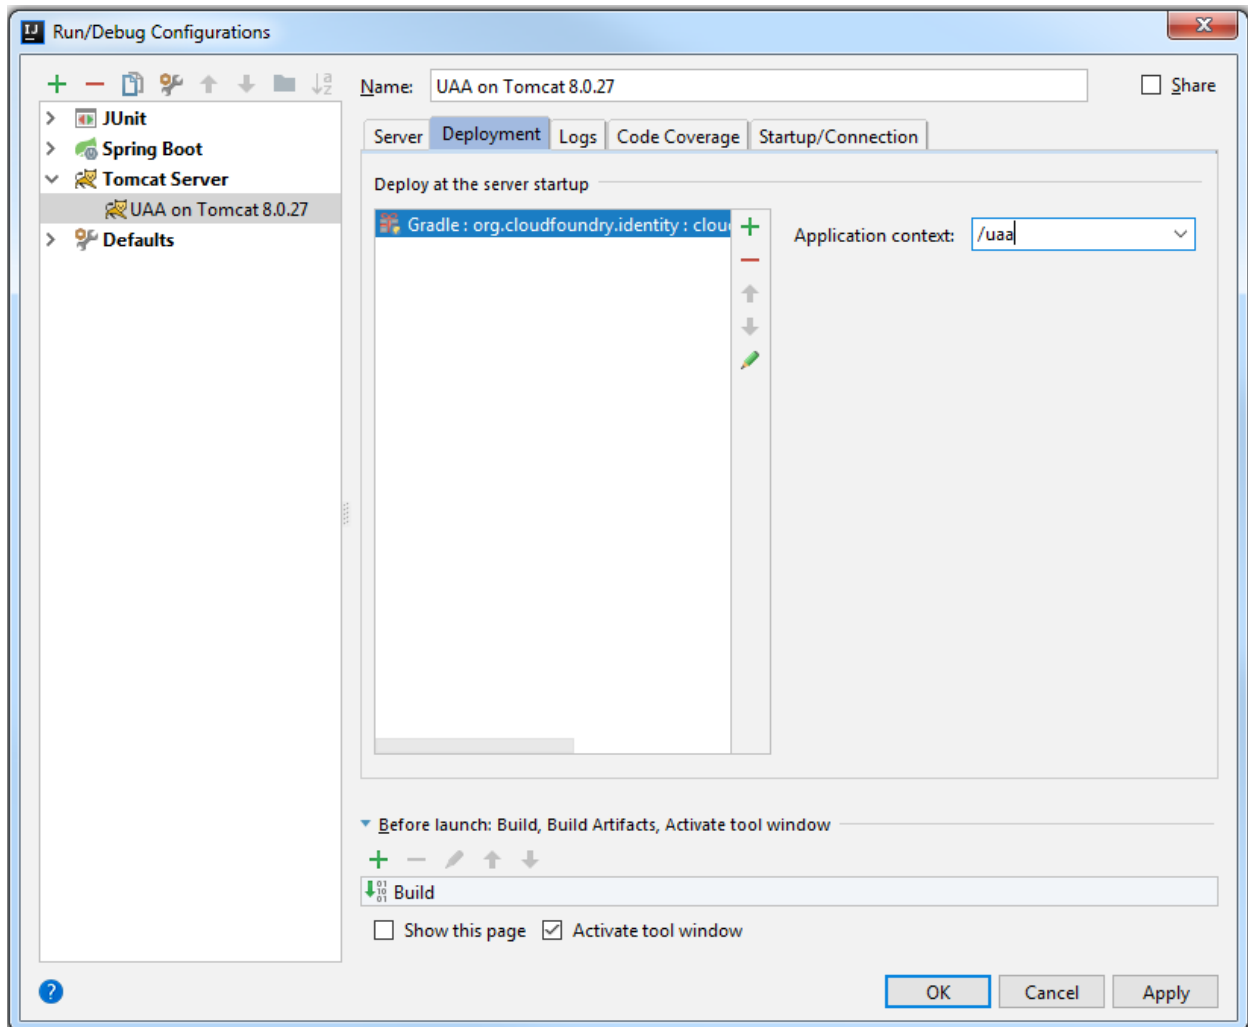 IJ Run/Debug Configurations
Name: UAA on Tomcat 8.0.27 Share
JUnit
Spring Boot
Tomcat Server
UAA on Tomcat 8.0.27
Defaults
Server Deployment Logs Code Coverage Startup/Connection
Deploy at the server startup
Gradle : org.cloudfoundry.identity : clou
Application context: /uaa
Before launch: Build, Build Artifacts, Activate tool window
Build
Show this page Activate tool window
? OK Cancel Apply